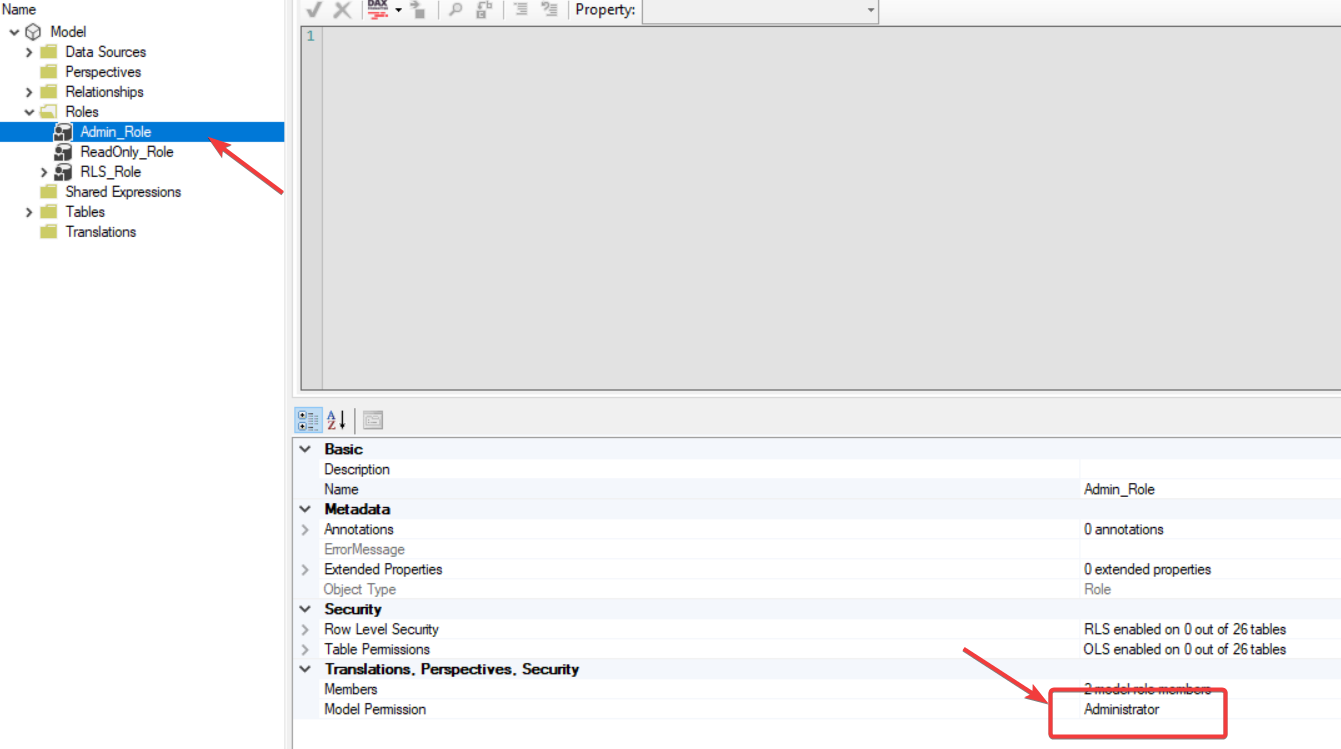 Name
Model
Data Sources
Perspectives
Relationships
Roles
Admin_Role
ReadOnly_Role
RLS_Role
Shared Expressions
Tables
Translations
DAX
Property:
1
A
Z
Basic
Description
Name Admin_Role
Metadata
Annotations 0 annotations
ErrorMessage
Extended Properties 0 extended properties
Object Type Role
Security
Row Level Security RLS enabled on 0 out of 26 tables
Table Permissions OLS enabled on 0 out of 26 tables
Translations, Perspectives, Security
Members 2 model role members
Model Permission Administrator